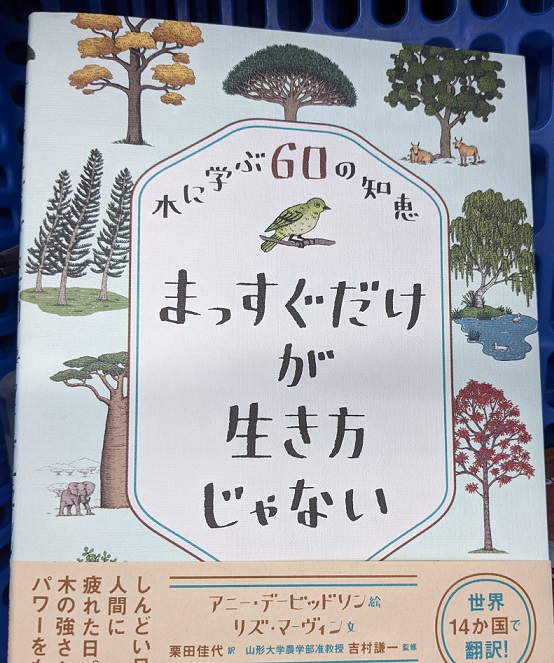 木に学ぶ60の知恵
まっすぐだけ
が
生き方
じゃない
しんどい
人間に
疲れた日。
木の強さ
パワーを
アニー・デービッドソン 絵
リズ・マーヴィン 文
栗田佳代 訳 山形大学農学部准教授 吉村謙一 監修
世界
14か国で
翻訳!